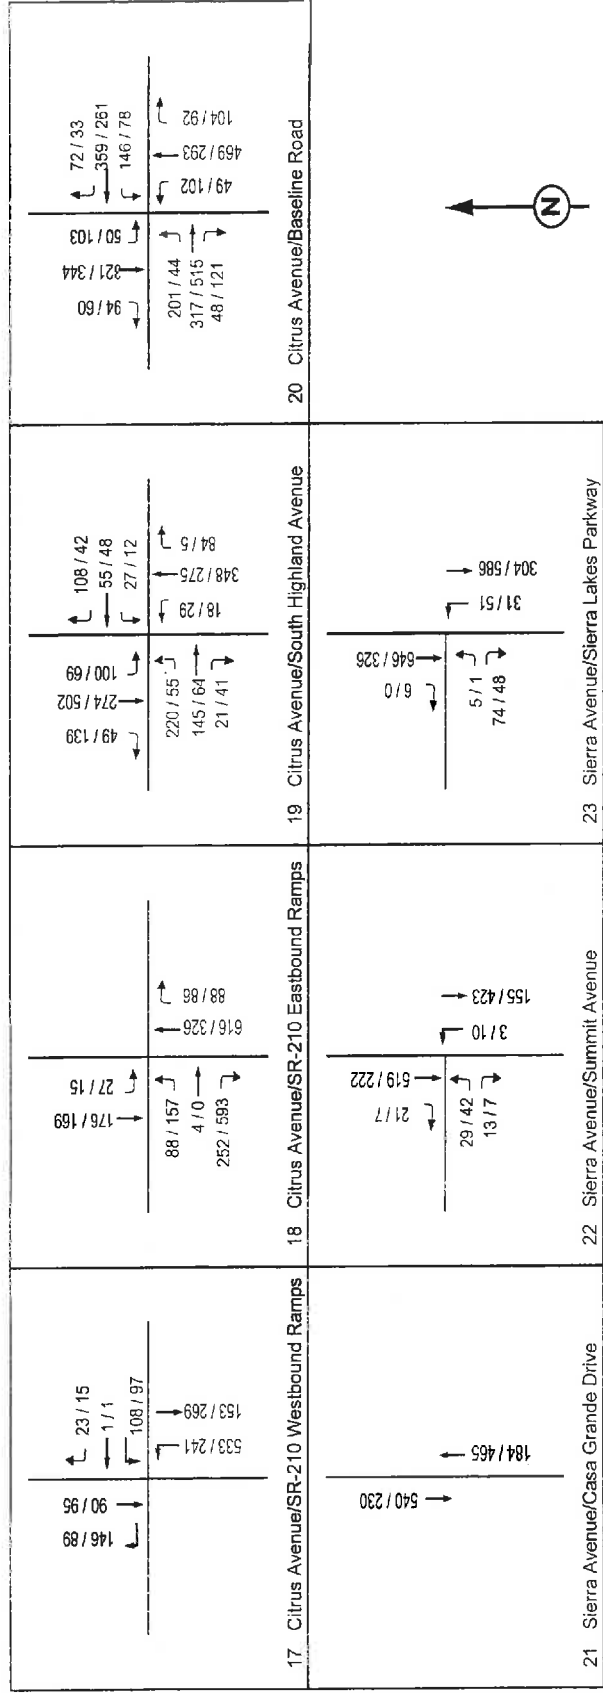 146 / 89
90 / 95
23 / 15
1 / 1
108 / 97
533 / 241
153 / 269
17 Citrus Avenue/SR-210 Westbound Ramps
176 / 169
27 / 15
88 / 157
4 / 0
252 / 593
616 / 326
88 / 86
18 Citrus Avenue/SR-210 Eastbound Ramps
49 / 139
274 / 502
100 / 69
108 / 42
55 / 48
27 / 12
220 / 55
145 / 64
21 / 41
18 / 29
348 / 275
84 / 5
19 Citrus Avenue/South Highland Avenue
94 / 60
321 / 344
50 / 103
72 / 33
359 / 261
146 / 78
201 / 44
317 / 515
48 / 121
49 / 102
469 / 293
104 / 92
20 Citrus Avenue/Baseline Road
540 / 230
184 / 465
21 Sierra Avenue/Casa Grande Drive
21 / 7
519 / 222
29 / 42
13 / 7
3 / 10
155 / 423
22 Sierra Avenue/Summit Avenue
6 / 0
646 / 326
5 / 1
74 / 48
31 / 51
304 / 586
23 Sierra Avenue/Sierra Lakes Parkway
N